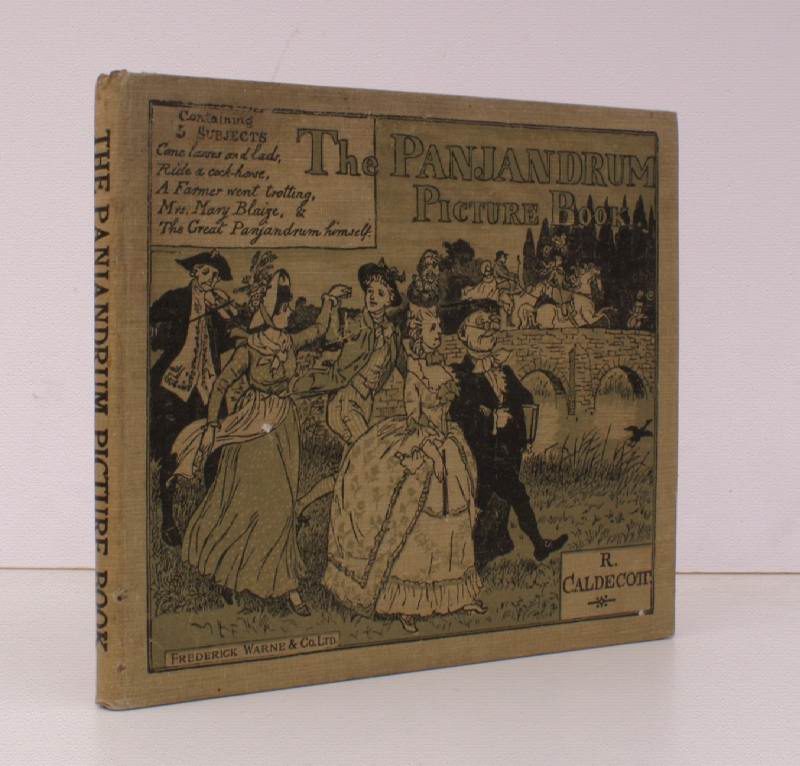 THE PANJANDRUM PICTURE BOOK
Containing
5 SUBJECTS
Come lasses and lads,
Ride a cock-horse,
A Farmer went trotting,
Mrs. Mary Blaize, &
The Great Panjandrum himself.
The PANJANDRUM
PICTURE BOOK
R.
CALDECOTT.
FREDERICK WARNE & CO. LTD.